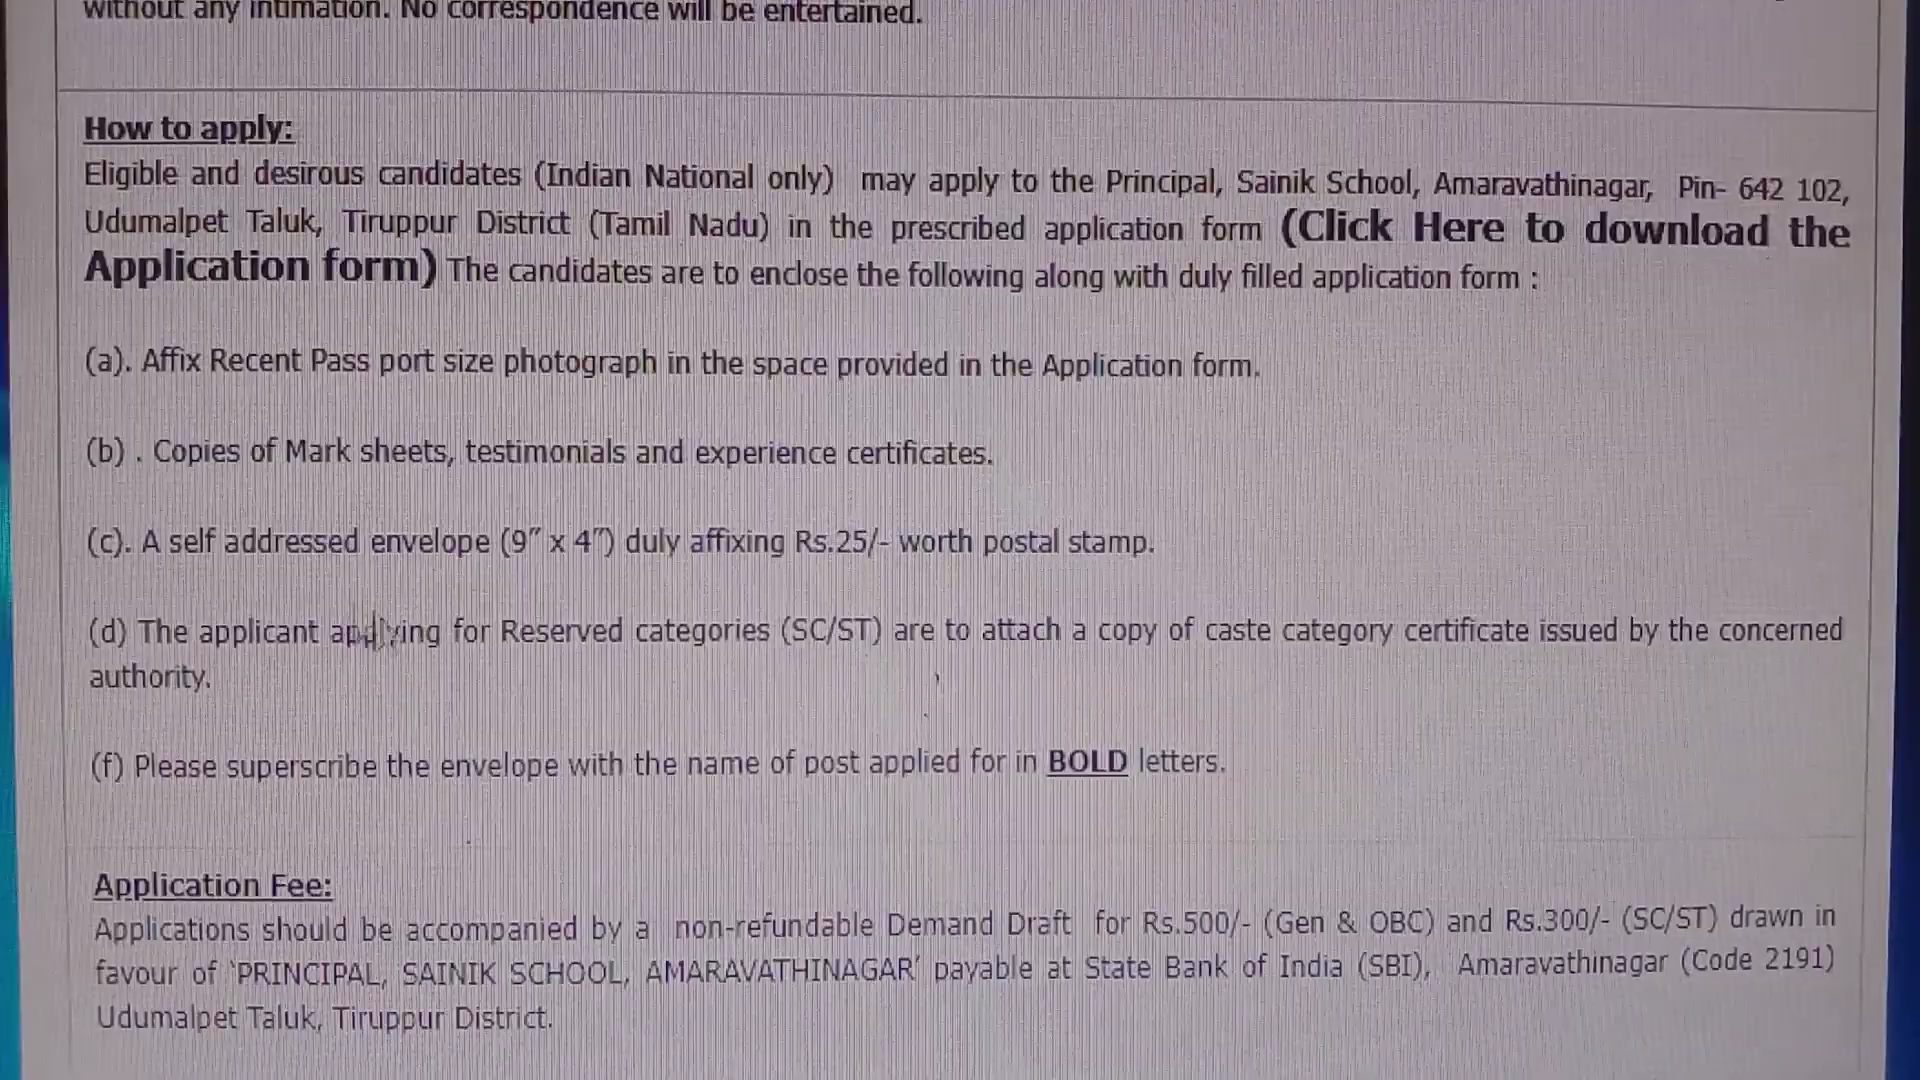 without any intimation. No correspondence will be entertained.
How to apply:
Eligible and desirous candidates (Indian National only) may apply to the Principal, Sainik School, Amaravathinagar, Pin- 642 102,
Udumalpet Taluk, Tiruppur District (Tamil Nadu) in the prescribed application form (Click Here to download the
Application form) The candidates are to enclose the following along with duly filled application form :
(a). Affix Recent Pass port size photograph in the space provided in the Application form.
(b) . Copies of Mark sheets, testimonials and experience certificates.
(c). A self addressed envelope (9” x 4”) duly affixing Rs.25/- worth postal stamp.
(d) The applicant applying for Reserved categories (SC/ST) are to attach a copy of caste category certificate issued by the concerned
authority.
(f) Please superscribe the envelope with the name of post applied for in BOLD letters.
Application Fee:
Applications should be accompanied by a non-refundable Demand Draft for Rs.500/- (Gen & OBC) and Rs.300/- (SC/ST) drawn in
favour of ‘PRINCIPAL, SAINIK SCHOOL, AMARAVATHINAGAR’ payable at State Bank of India (SBI), Amaravathinagar (Code 2191)
Udumalpet Taluk, Tiruppur District.